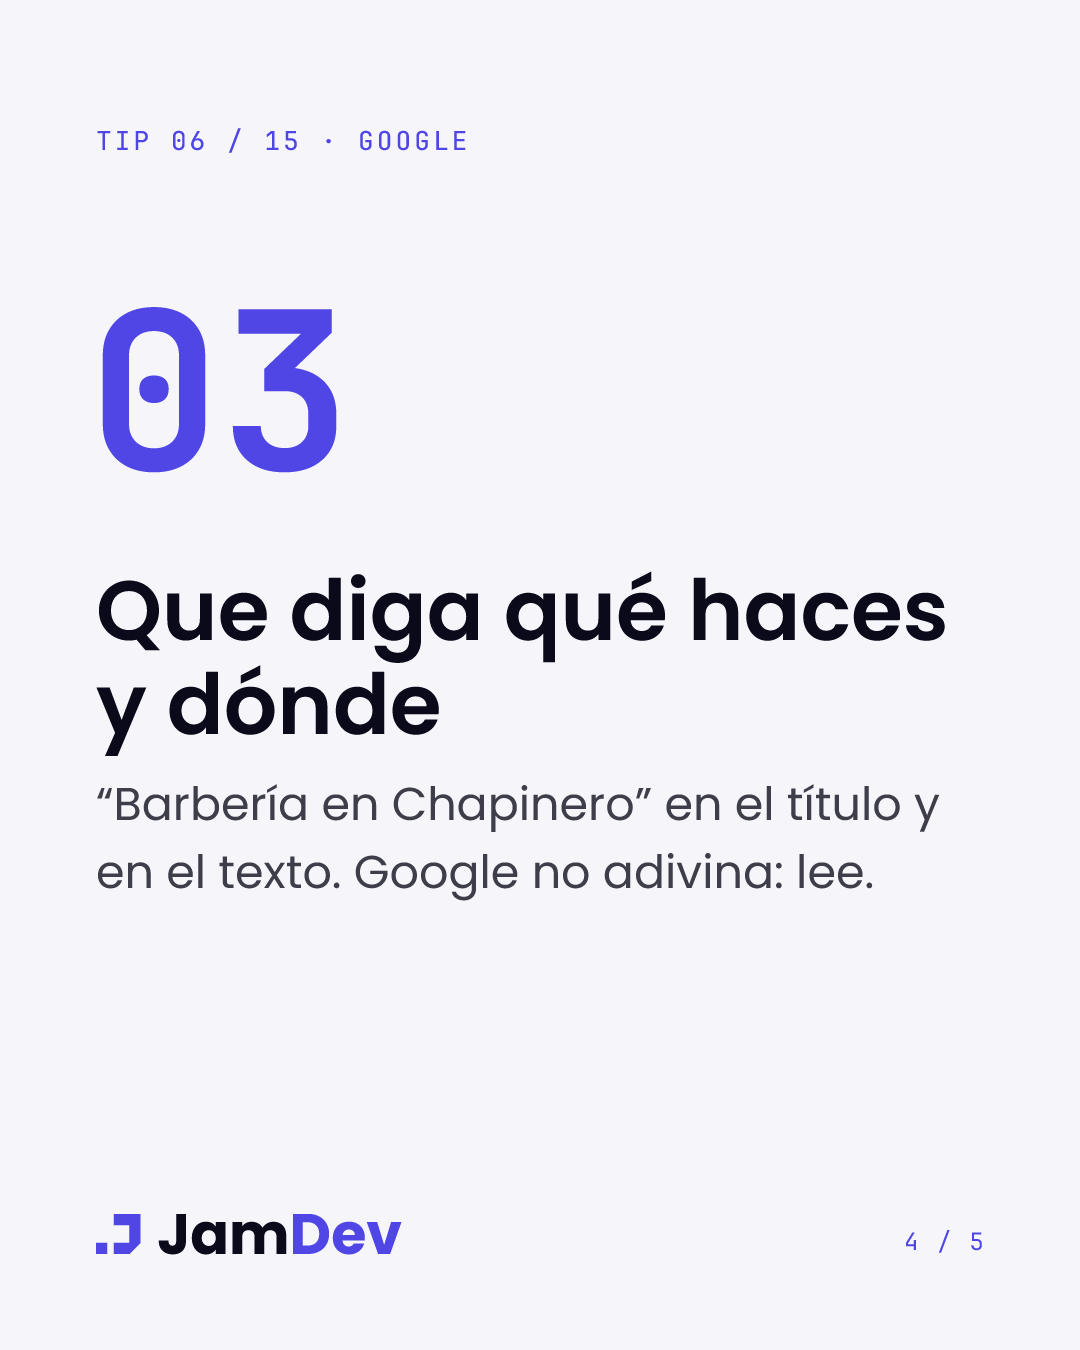 TIP 06 / 15 · GOOGLE
03
Que diga qué haces
y dónde
“Barbería en Chapinero” en el título y
en el texto. Google no adivina: lee.
JamDev
4 / 5